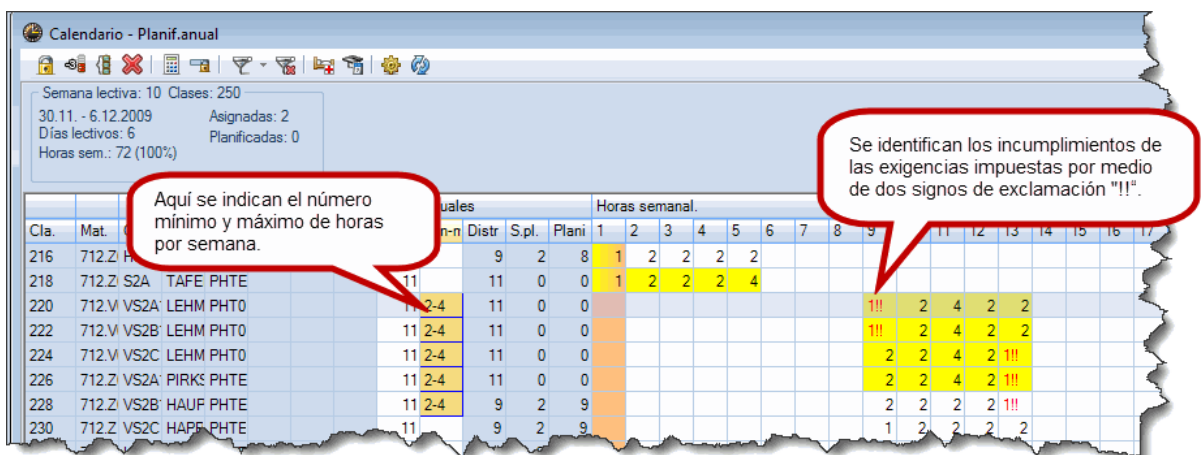 Calendario - Planif.anual
Semana lectiva: 10 Clases: 250
30.11. - 6.12.2009 Asignadas: 2
Días lectivos: 6 Planificadas: 0
Horas sem.: 72 (100%)
Se identifican los incumplimientos de
las exigencias impuestas por medio
de dos signos de exclamación "!!“.
Aquí se indican el número
mínimo y máximo de horas
por semana.
Horas semanal.
Cla. Mat. Distr S.pl. Plani 1 2 3 4 5 6 7 8 9 11 12 13 14 15 16 17
216 712.Z 9 2 8 1 2 2 2 2
218 712.Z S2A TAFE PHTE 11 11 0 0 1 2 2 2 4
220 712.V VS2A LEHM PHT0 11 2-4 11 0 0 1!! 2 4 2 2
222 712.V VS2B LEHM PHT0 11 2-4 11 0 0 1!! 2 4 2 2
224 712.V VS2C LEHM PHT0 11 2-4 11 0 0 2 2 4 2 1!!
226 712.Z VS2A PIRKS PHTE 11 2-4 11 0 0 2 2 4 2 1!!
228 712.Z VS2B HAUF PHTE 11 2-4 9 2 9 2 2 2 2 1!!
230 712.Z VS2C HAPF PHTE 11 9 2 9 1 2 2 2 2